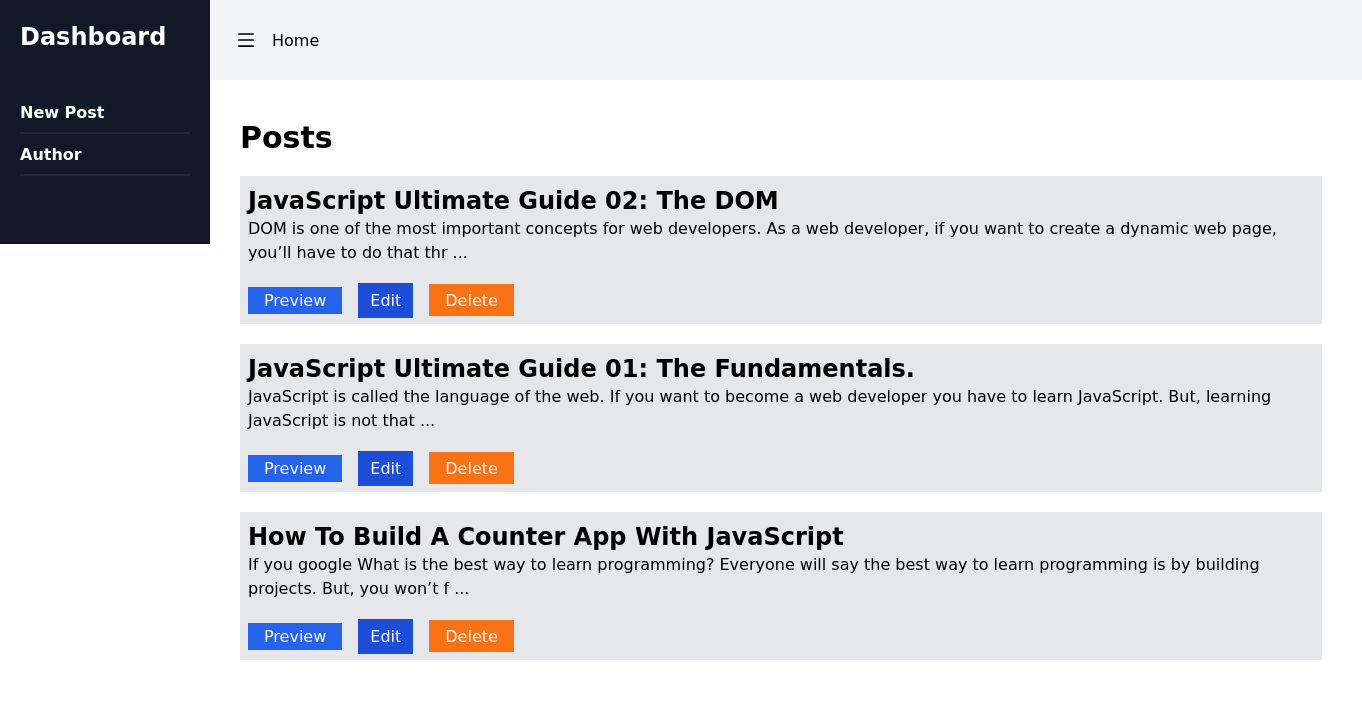 Dashboard
Home
New Post
Author
Posts
JavaScript Ultimate Guide 02: The DOM
DOM is one of the most important concepts for web developers. As a web developer, if you want to create a dynamic web page,
you’ll have to do that thr ...
Preview Edit Delete
JavaScript Ultimate Guide 01: The Fundamentals.
JavaScript is called the language of the web. If you want to become a web developer you have to learn JavaScript. But, learning
JavaScript is not that ...
Preview Edit Delete
How To Build A Counter App With JavaScript
If you google What is the best way to learn programming? Everyone will say the best way to learn programming is by building
projects. But, you won’t f ...
Preview Edit Delete